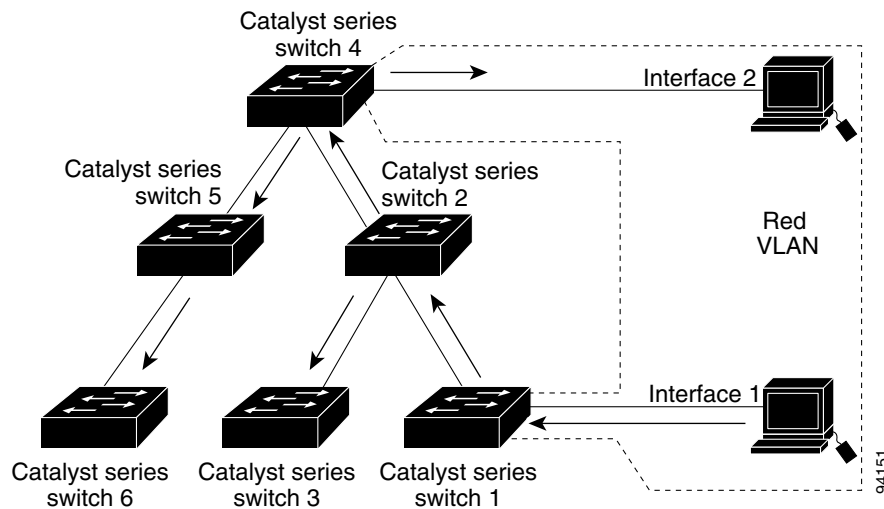 Catalyst series
switch 4
Interface 2
Catalyst series
switch 5
Catalyst series
switch 2
Red
VLAN
Interface 1
Catalyst series
switch 6
Catalyst series
switch 3
Catalyst series
switch 1
94151